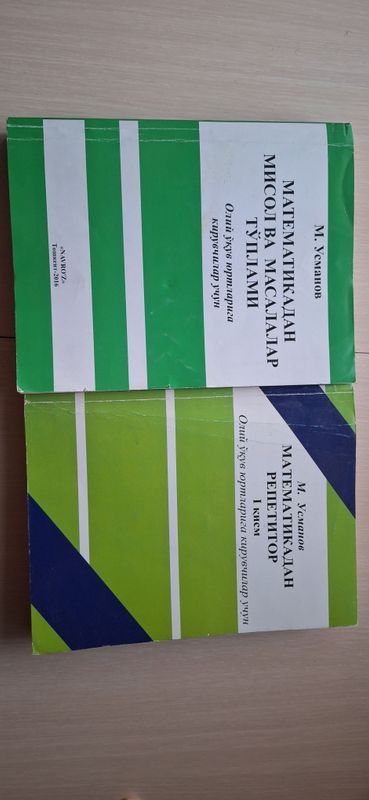 М. Усманов
МАТЕМАТИКАДАН
МИСОЛ ВА МАСАЛАЛАР
ТЎПЛАМИ
Олий ўқув юртларига
кирувчилар учун
«NAVRO'Z»
Тошкент-2016
М. Усманов
МАТЕМАТИКАДАН
РЕПЕТИТОР
I қисм
Олий ўқув юртларига кирувчилар учун